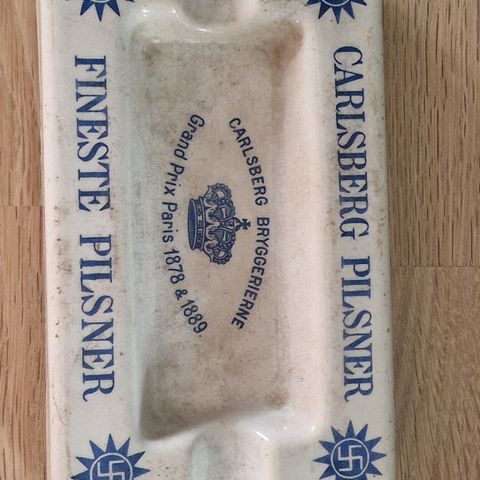 CARLSBERG PILSNER
CARLSBERG BRYGGERIERNE
Grand Prix Paris 1878 & 1889.
FINESTE PILSNER